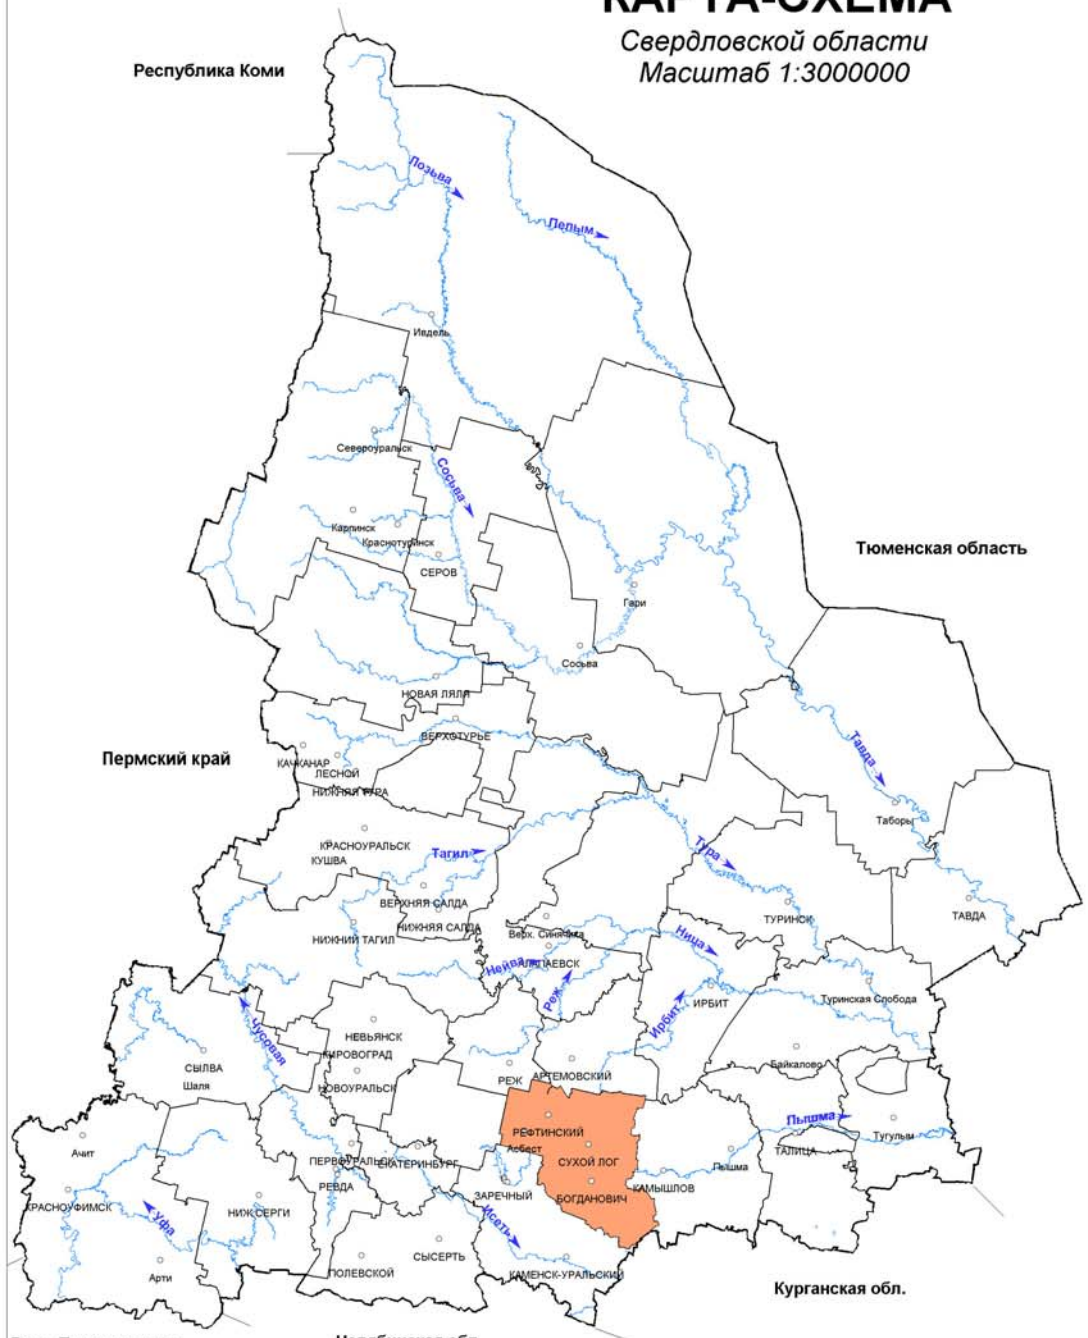 КАРТА-СХЕМА
Свердловской области
Масштаб 1:3000000
Республика Коми
Лозьва
Пелым
Ивдель
Североуральск
Сосьва
Карпинск
Краснотуринск
СЕРОВ
Тюменская область
Гари
Сосьва
НОВАЯ ЛЯЛЯ
ВЕРХОТУРЬЕ
Пермский край
КАЧКАНАР
ЛЕСНОЙ
НИЖНЯЯ ТУРА
Тавда
Таборы
КРАСНОУРАЛЬСК
КУШВА
Тагил
Тура
ВЕРХНЯЯ САЛДА
НИЖНЯЯ САЛДА
ТУРИНСК
ТАВДА
НИЖНИЙ ТАГИЛ
Верх. Синячиха
Ница
Нейва
АЛАПАЕВСК
Реж
Ирбит
ИРБИТ
Туринская Слобода
Чусовая
НЕВЬЯНСК
КИРОВОГРАД
СЫЛВА
Шаля
НОВОУРАЛЬСК
РЕЖ
АРТЕМОВСКИЙ
Байкалово
РЕФТИНСКИЙ
Пышма
Тугулым
Ачит
Асбест
ПЕРВОУРАЛЬСК
ЕКАТЕРИНБУРГ
СУХОЙ ЛОГ
Пышма
ТАЛИЦА
РЕВДА
ЗАРЕЧНЫЙ
БОГДАНОВИЧ
КАМЫШЛОВ
КРАСНОУФИМСК
Уфа
НИЖ.СЕРГИ
Исеть
СЫСЕРТЬ
Арти
ПОЛЕВСКОЙ
КАМЕНСК-УРАЛЬСКИЙ
Курганская обл.
Челябинская обл.